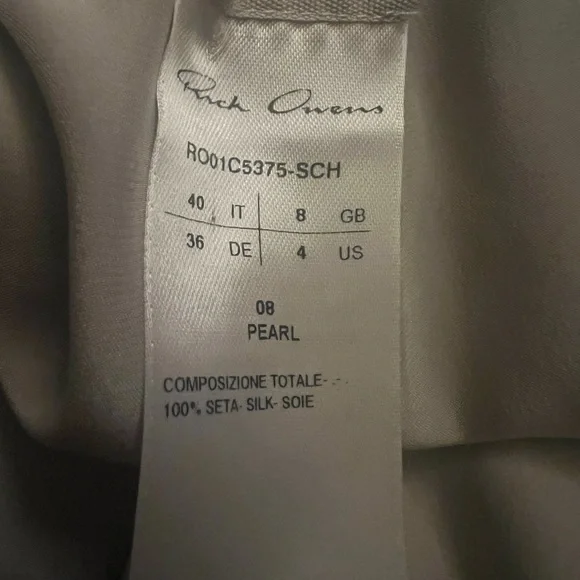 Rick Owens
RO01C5375-SCH
40 IT 8 GB
36 DE 4 US
08
PEARL
COMPOSIZIONE TOTALE-
100% SETA- SILK- SOIE